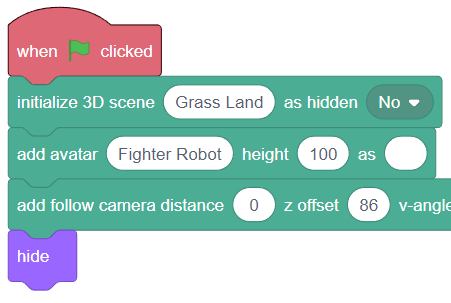 when clicked
initialize 3D scene Grass Land as hidden No
add avatar Fighter Robot height 100 as
add follow camera distance 0 z offset 86 v-angle
hide